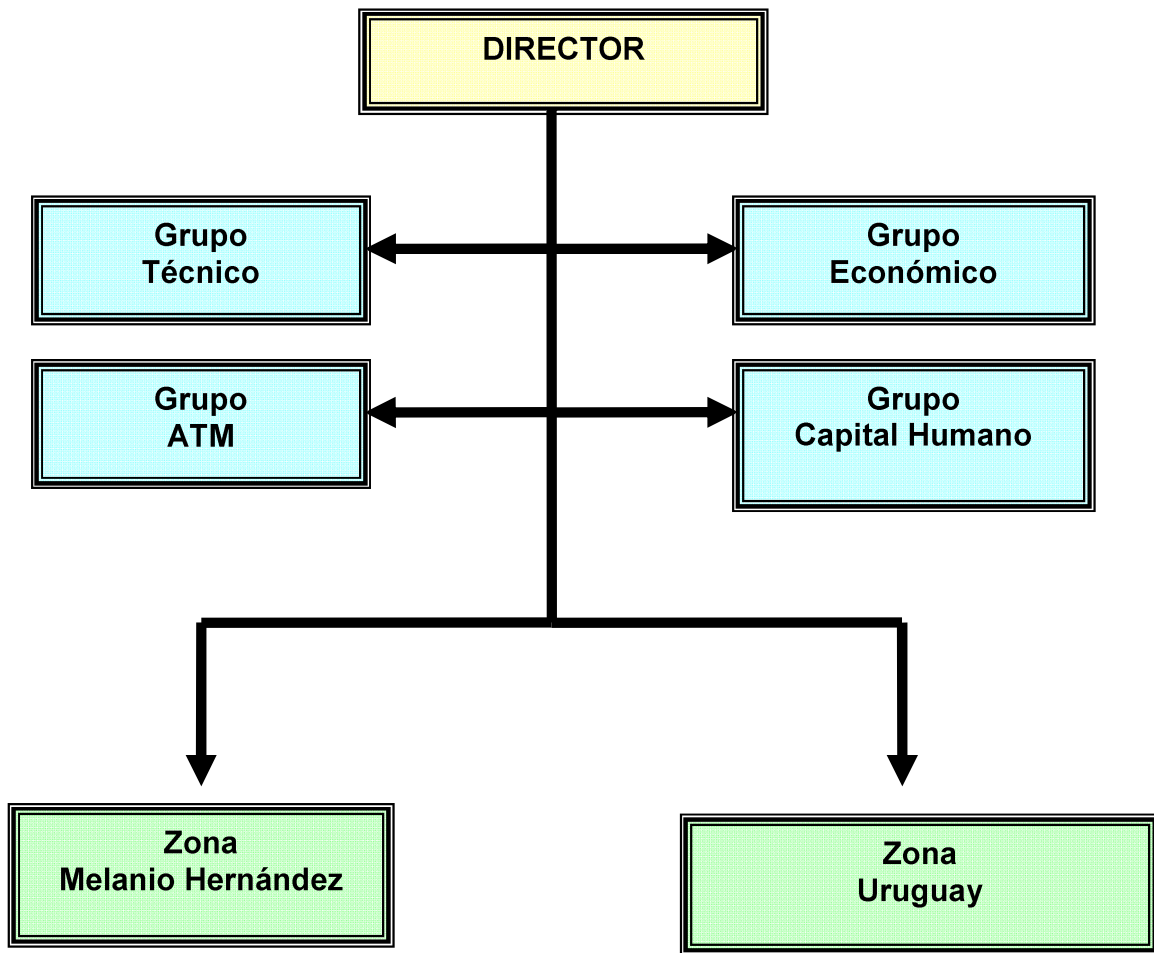 DIRECTOR
Grupo
Técnico
Grupo
Económico
Grupo
ATM
Grupo
Capital Humano
Zona
Melanio Hernández
Zona
Uruguay